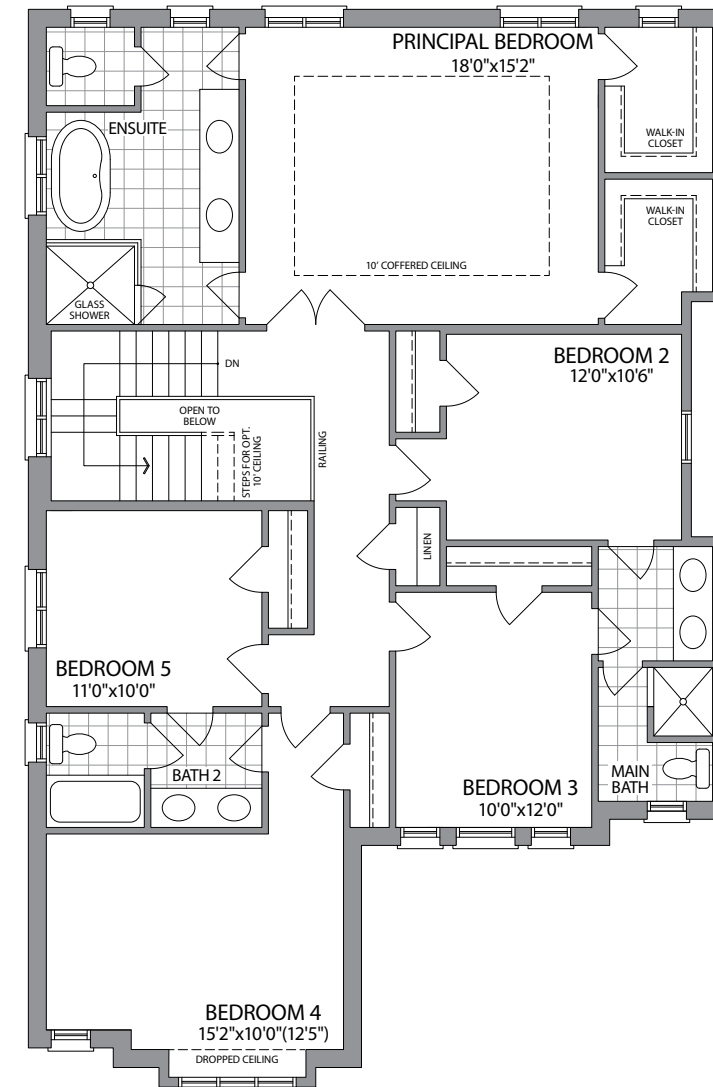 PRINCIPAL BEDROOM
18'0"x15'2"
ENSUITE
WALK-IN
CLOSET
WALK-IN
CLOSET
10' COFFERED CEILING
GLASS
SHOWER
BEDROOM 2
12'0"x10'6"
DN
OPEN TO
BELOW
STEPS FOR OPT.
10' CEILING
RAILING
LINEN
BEDROOM 5
11'0"x10'0"
BATH 2
BEDROOM 3
10'0"x12'0"
MAIN
BATH
BEDROOM 4
15'2"x10'0"(12'5")
DROPPED CEILING